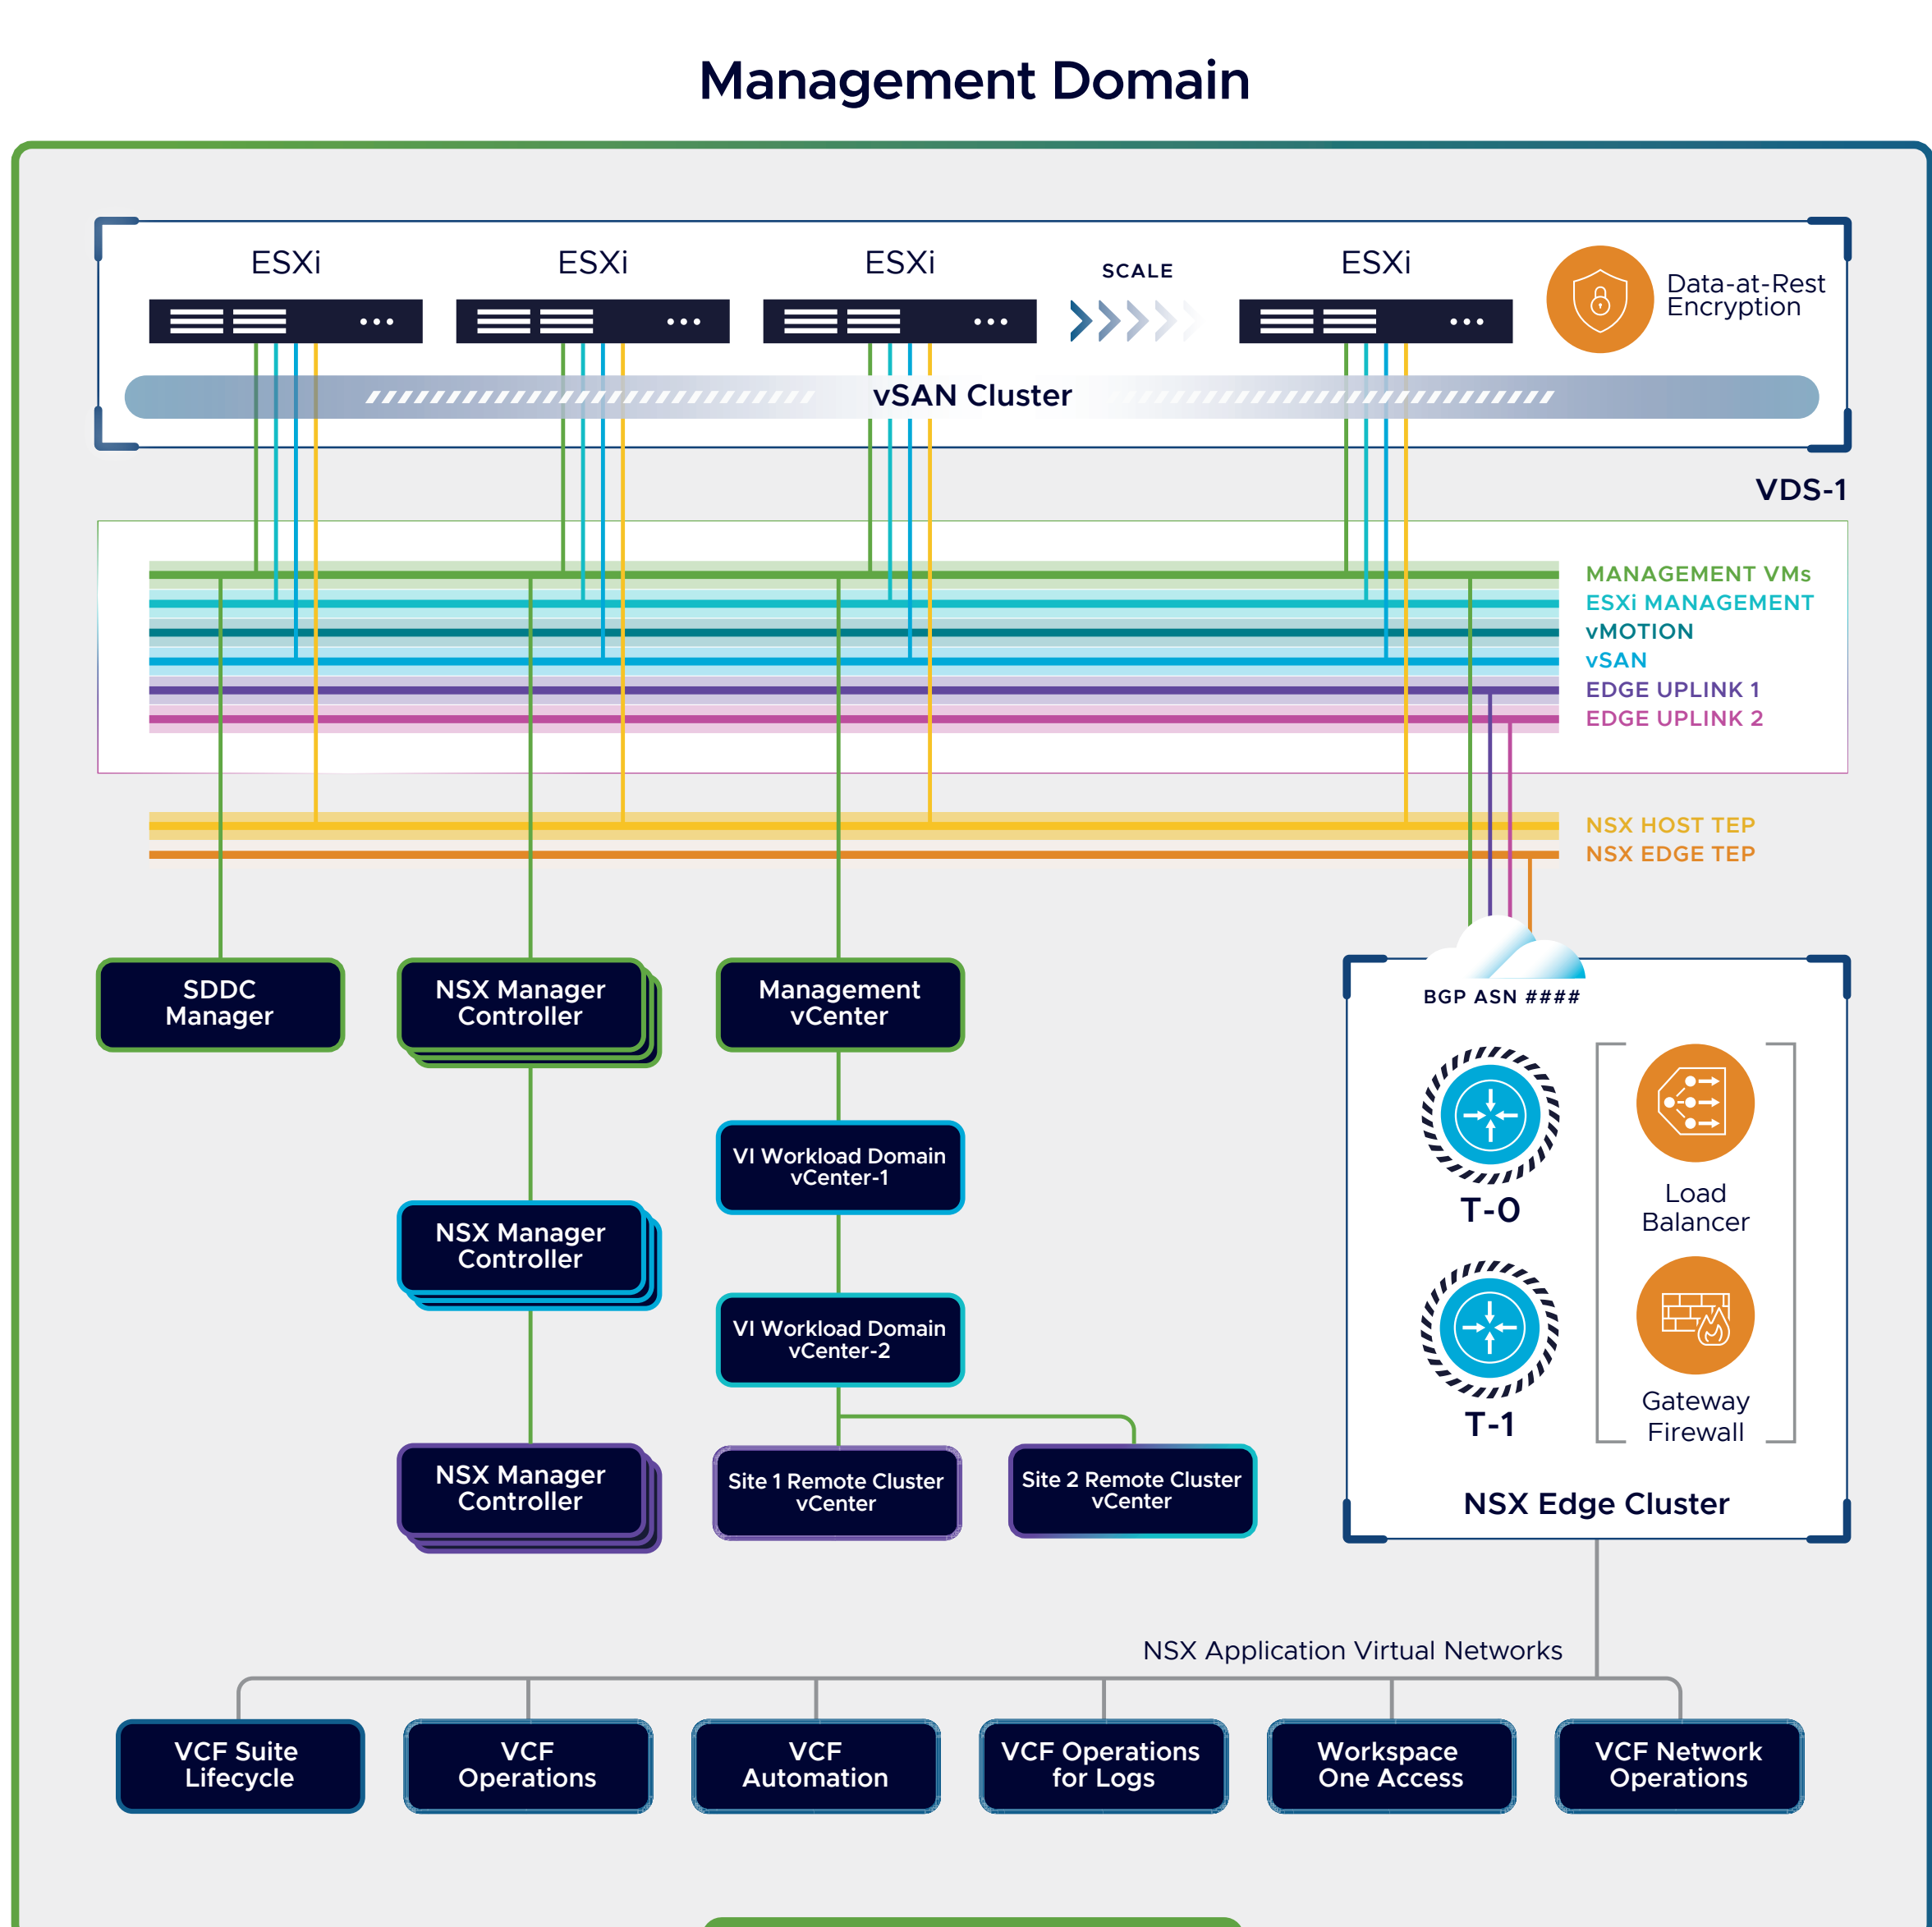 Management Domain
ESXi
ESXi
ESXi
SCALE
ESXi
Data-at-Rest
Encryption
vSAN Cluster
VDS-1
MANAGEMENT VMs
ESXi MANAGEMENT
vMOTION
vSAN
EDGE UPLINK 1
EDGE UPLINK 2
NSX HOST TEP
NSX EDGE TEP
SDDC
Manager
NSX Manager
Controller
Management
vCenter
BGP ASN ####
VI Workload Domain
vCenter-1
T-0
Load
Balancer
NSX Manager
Controller
VI Workload Domain
vCenter-2
T-1
Gateway
Firewall
NSX Manager
Controller
Site 1 Remote Cluster
vCenter
Site 2 Remote Cluster
vCenter
NSX Edge Cluster
NSX Application Virtual Networks
VCF Suite
Lifecycle
VCF
Operations
VCF
Automation
VCF Operations
for Logs
Workspace
One Access
VCF Network
Operations